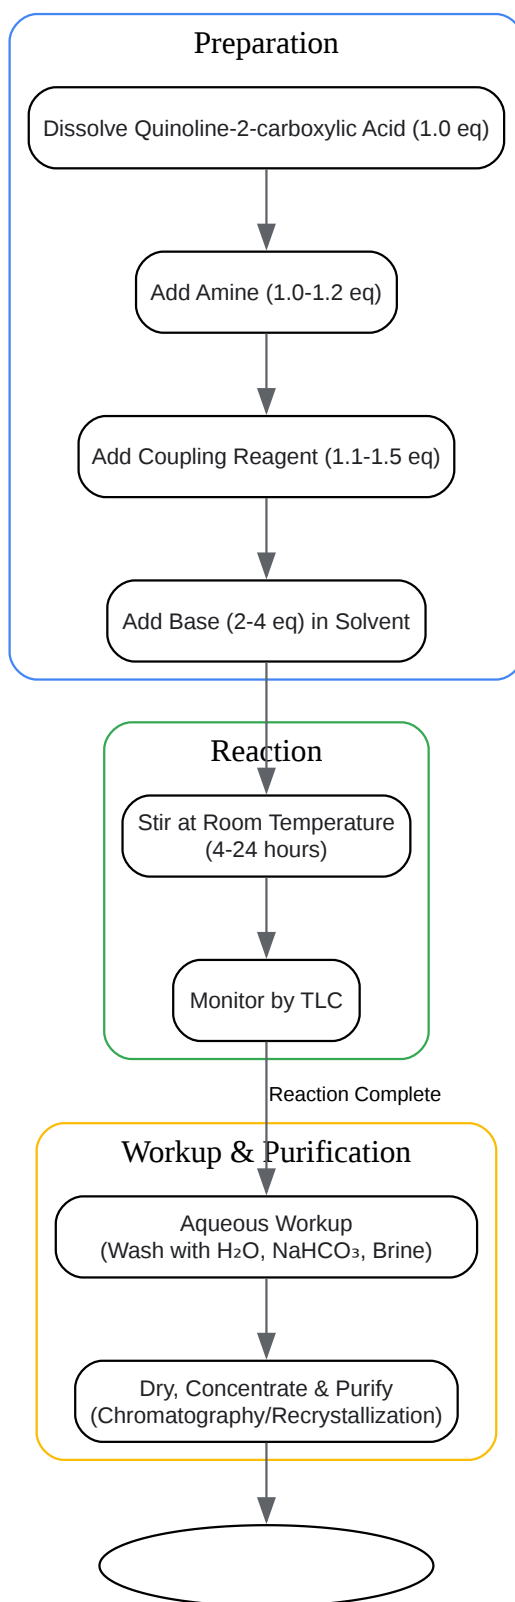 Preparation
Dissolve Quinoline-2-carboxylic Acid (1.0 eq)
Add Amine (1.0-1.2 eq)
Add Coupling Reagent (1.1-1.5 eq)
Add Base (2-4 eq) in Solvent
Reaction
Stir at Room Temperature
(4-24 hours)
Monitor by TLC
Reaction Complete
Workup & Purification
Aqueous Workup
(Wash with H₂O, NaHCO₃, Brine)
Dry, Concentrate & Purify
(Chromatography/Recrystallization)